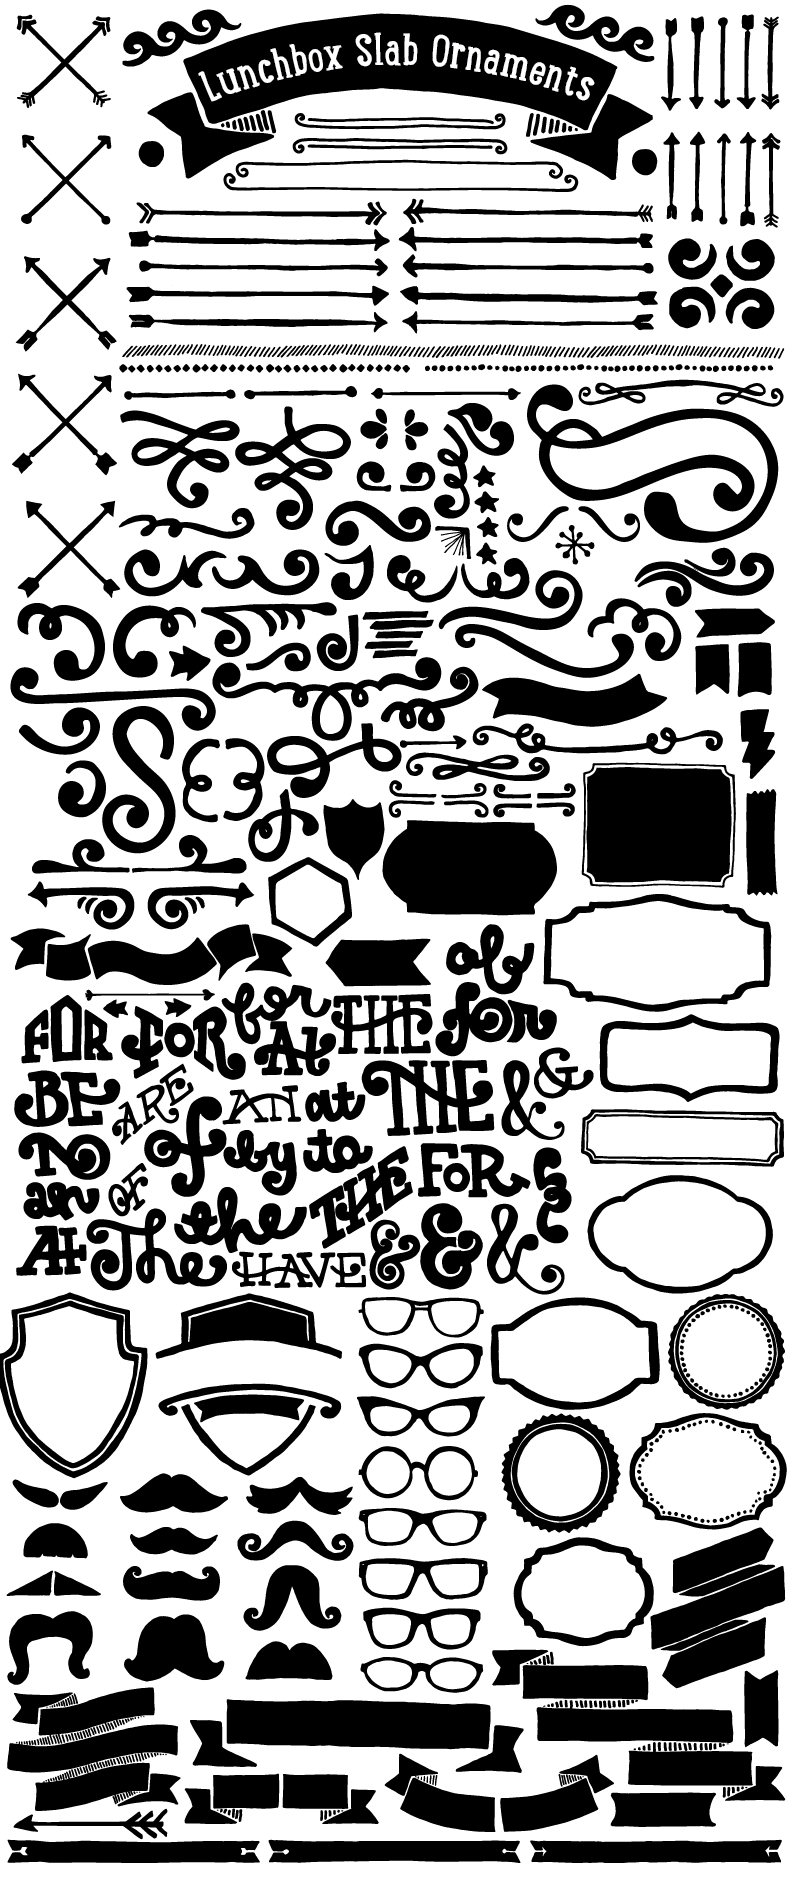 Lunchbox Slab Ornaments
of
FOR FOR for At THE for
BE ARE AN at THE & &
NO of by to
an OF the THE FOR &
At The HAVE & & &